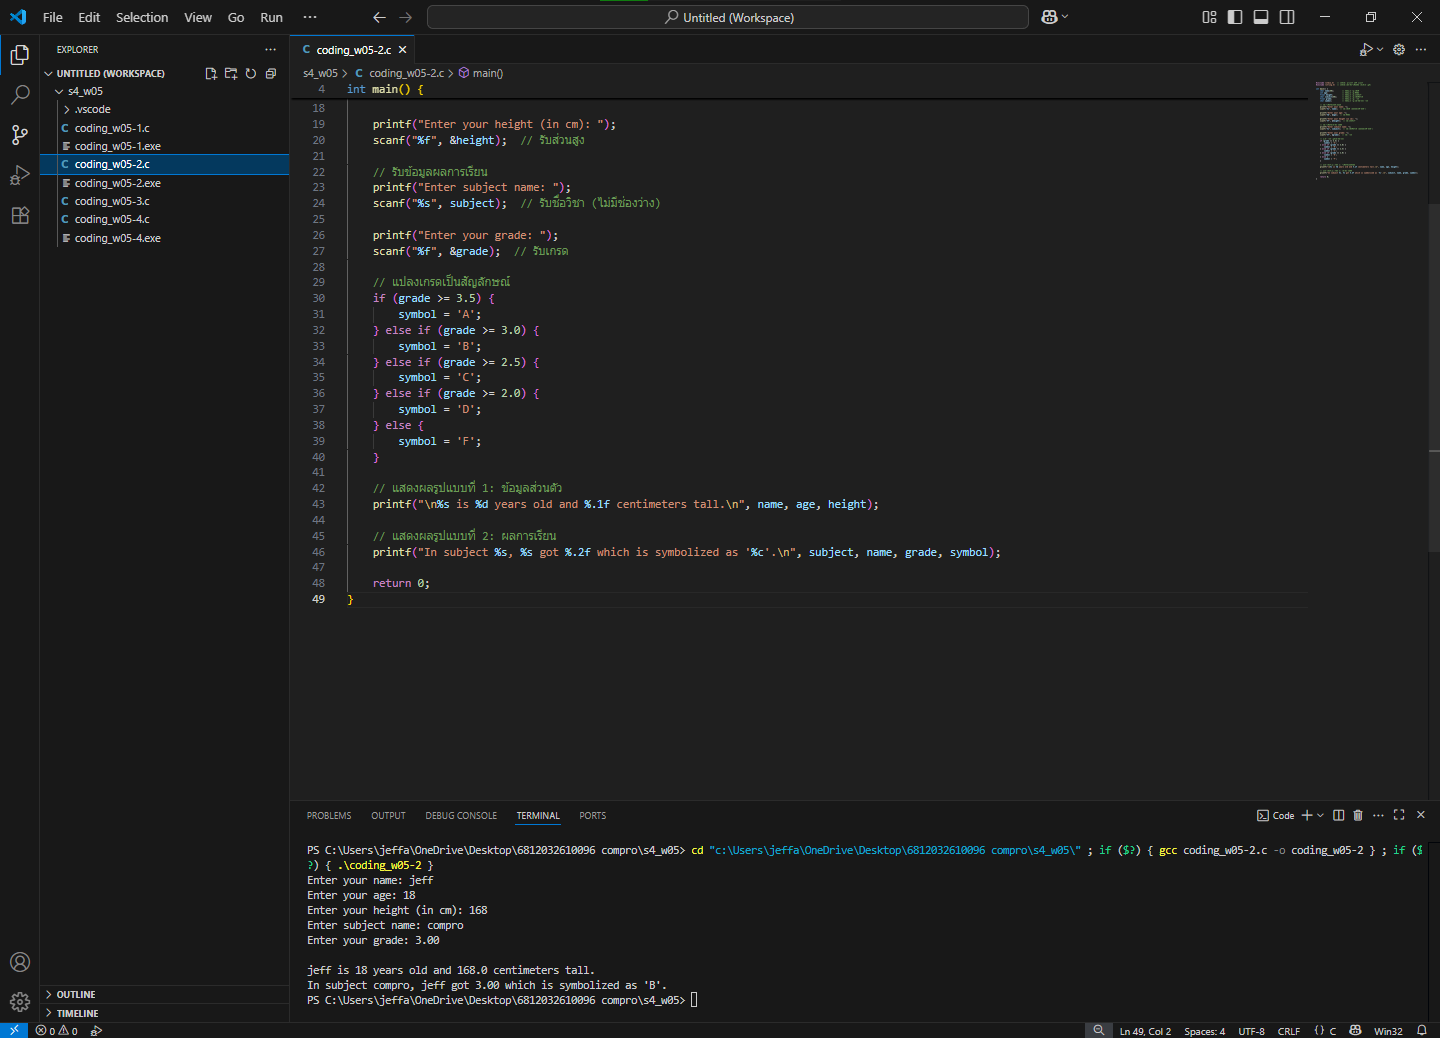 File Edit Selection View Go Run ···
Untitled (Workspace)
EXPLORER
UNTITLED (WORKSPACE)
s4_w05
.vscode
C coding_w05-1.c
coding_w05-1.exe
C coding_w05-2.c
coding_w05-2.exe
C coding_w05-3.c
C coding_w05-4.c
coding_w05-4.exe
OUTLINE
TIMELINE
C coding_w05-2.c
s4_w05 > C coding_w05-2.c > main()
4 int main() {
18
19 printf("Enter your height (in cm): ");
20 scanf("%f", &height);  // รับส่วนสูง
21
22 // รับข้อมูลผลการเรียน
23 printf("Enter subject name: ");
24 scanf("%s", subject);  // รับชื่อวิชา (ไม่มีช่องว่าง)
25
26 printf("Enter your grade: ");
27 scanf("%f", &grade);  // รับเกรด
28
29 // แปลงเกรดเป็นสัญลักษณ์
30 if (grade >= 3.5) {
31 symbol = 'A';
32 } else if (grade >= 3.0) {
33 symbol = 'B';
34 } else if (grade >= 2.5) {
35 symbol = 'C';
36 } else if (grade >= 2.0) {
37 symbol = 'D';
38 } else {
39 symbol = 'F';
40 }
41
42 // แสดงผลรูปแบบที่ 1: ข้อมูลส่วนตัว
43 printf("\n%s is %d years old and %.1f centimeters tall.\n", name, age, height);
44
45 // แสดงผลรูปแบบที่ 2: ผลการเรียน
46 printf("In subject %s, %s got %.2f which is symbolized as '%c'.\n", subject, name, grade, symbol);
47
48 return 0;
49 }
PROBLEMS OUTPUT DEBUG CONSOLE TERMINAL PORTS
Code
PS C:\Users\jeffa\OneDrive\Desktop\6812032610096 compro\s4_w05> cd "c:\Users\jeffa\OneDrive\Desktop\6812032610096 compro\s4_w05\" ; if ($?) { gcc coding_w05-2.c -o coding_w05-2 } ; if ($
?) { .\coding_w05-2 }
Enter your name: jeff
Enter your age: 18
Enter your height (in cm): 168
Enter subject name: compro
Enter your grade: 3.00
jeff is 18 years old and 168.0 centimeters tall.
In subject compro, jeff got 3.00 which is symbolized as 'B'.
PS C:\Users\jeffa\OneDrive\Desktop\6812032610096 compro\s4_w05>
0 0
Ln 49, Col 2 Spaces: 4 UTF-8 CRLF {} C Win32